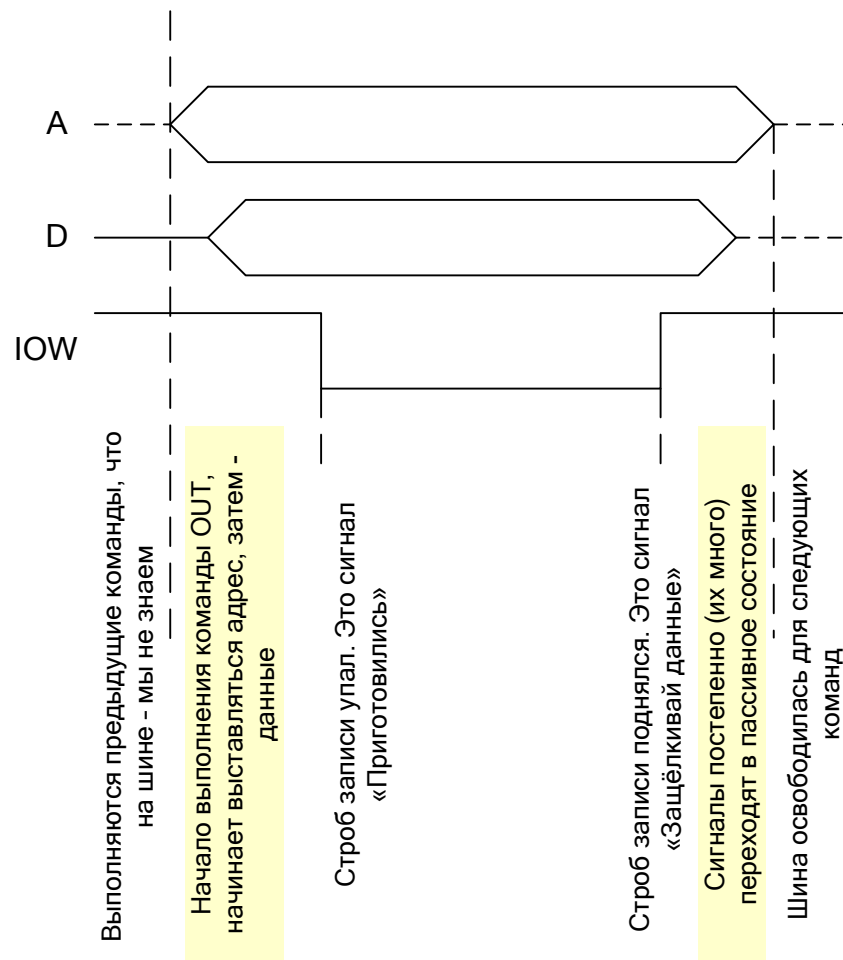 A
D
IOW
Выполняются предыдущие команды, что
на шине - мы не знаем
Начало выполнения команды OUT,
начинает выставляться адрес, затем -
данные
Строб записи упал. Это сигнал
«Приготовились»
Строб записи поднялся. Это сигнал
«Защёлкивай данные»
Сигналы постепенно (их много)
переходят в пассивное состояние
Шина освободилась для следующих
команд